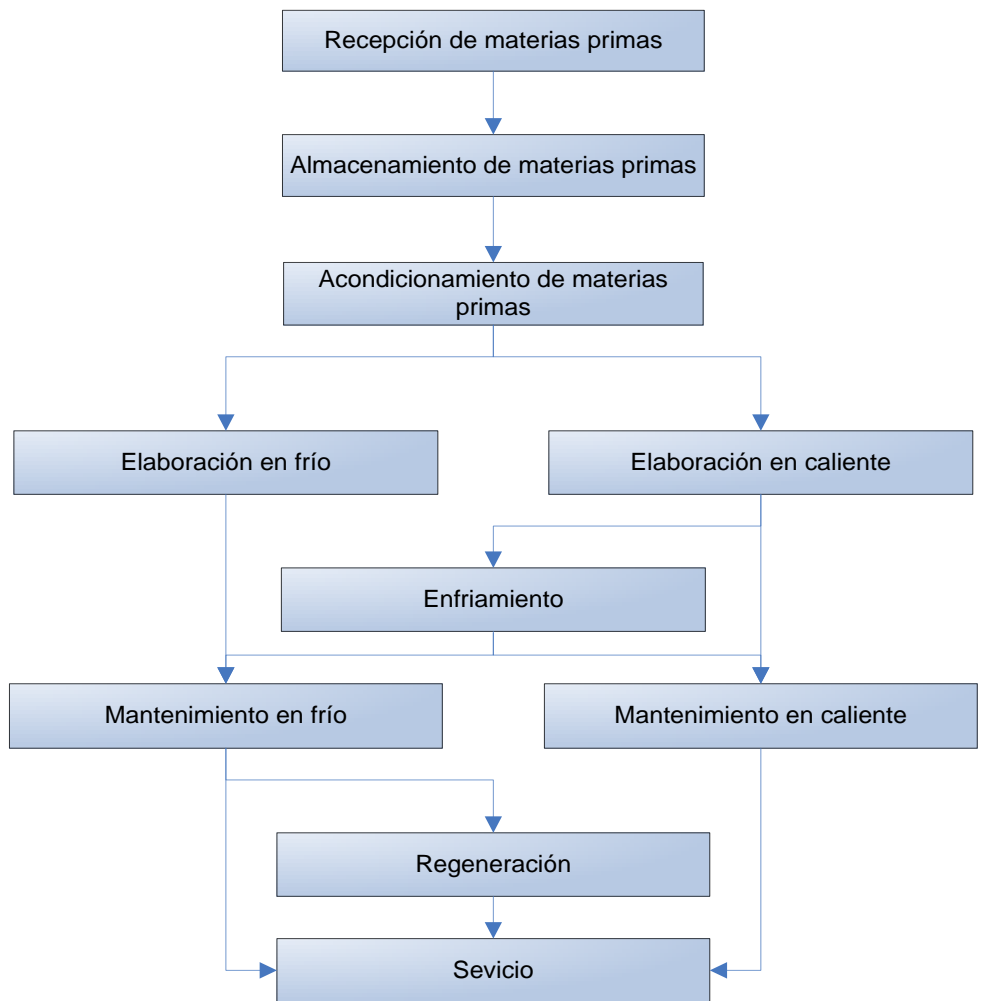 Recepción de materias primas
Almacenamiento de materias primas
Acondicionamiento de materias
primas
Elaboración en frío
Elaboración en caliente
Enfriamiento
Mantenimiento en frío
Mantenimiento en caliente
Regeneración
Sevicio